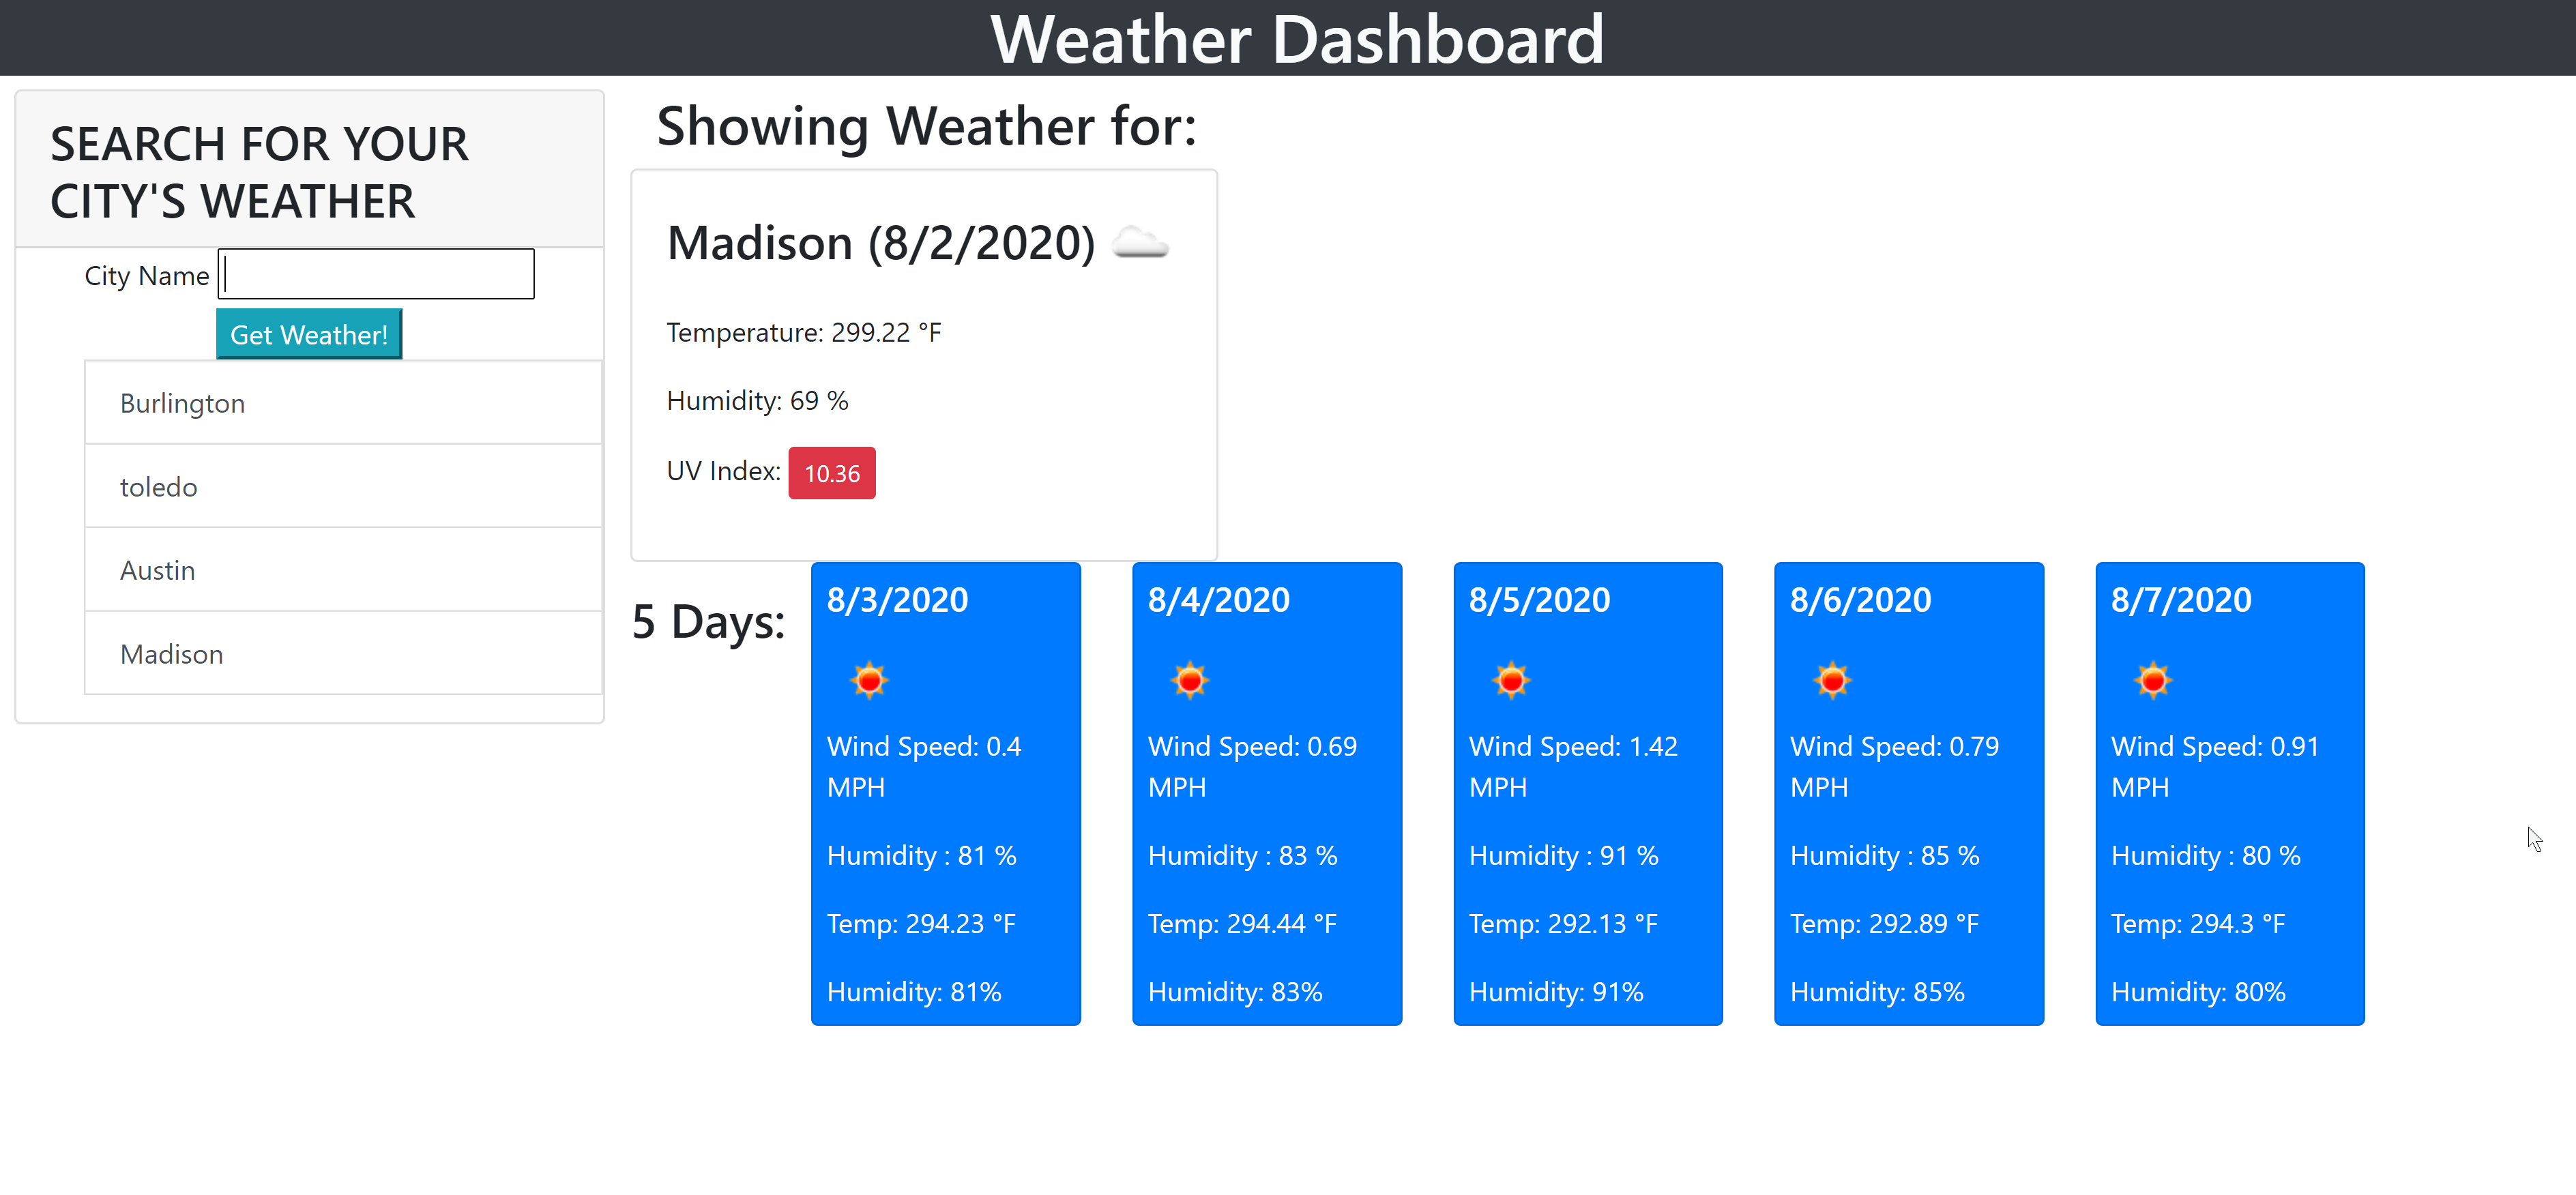 Weather Dashboard
SEARCH FOR YOUR
CITY'S WEATHER
City Name
Get Weather!
Burlington
toledo
Austin
Madison
Showing Weather for:
Madison (8/2/2020)
Temperature: 299.22 °F
Humidity: 69 %
UV Index: 10.36
5 Days:
8/3/2020
Wind Speed: 0.4
MPH
Humidity : 81 %
Temp: 294.23 °F
Humidity: 81%
8/4/2020
Wind Speed: 0.69
MPH
Humidity : 83 %
Temp: 294.44 °F
Humidity: 83%
8/5/2020
Wind Speed: 1.42
MPH
Humidity : 91 %
Temp: 292.13 °F
Humidity: 91%
8/6/2020
Wind Speed: 0.79
MPH
Humidity : 85 %
Temp: 292.89 °F
Humidity: 85%
8/7/2020
Wind Speed: 0.91
MPH
Humidity : 80 %
Temp: 294.3 °F
Humidity: 80%